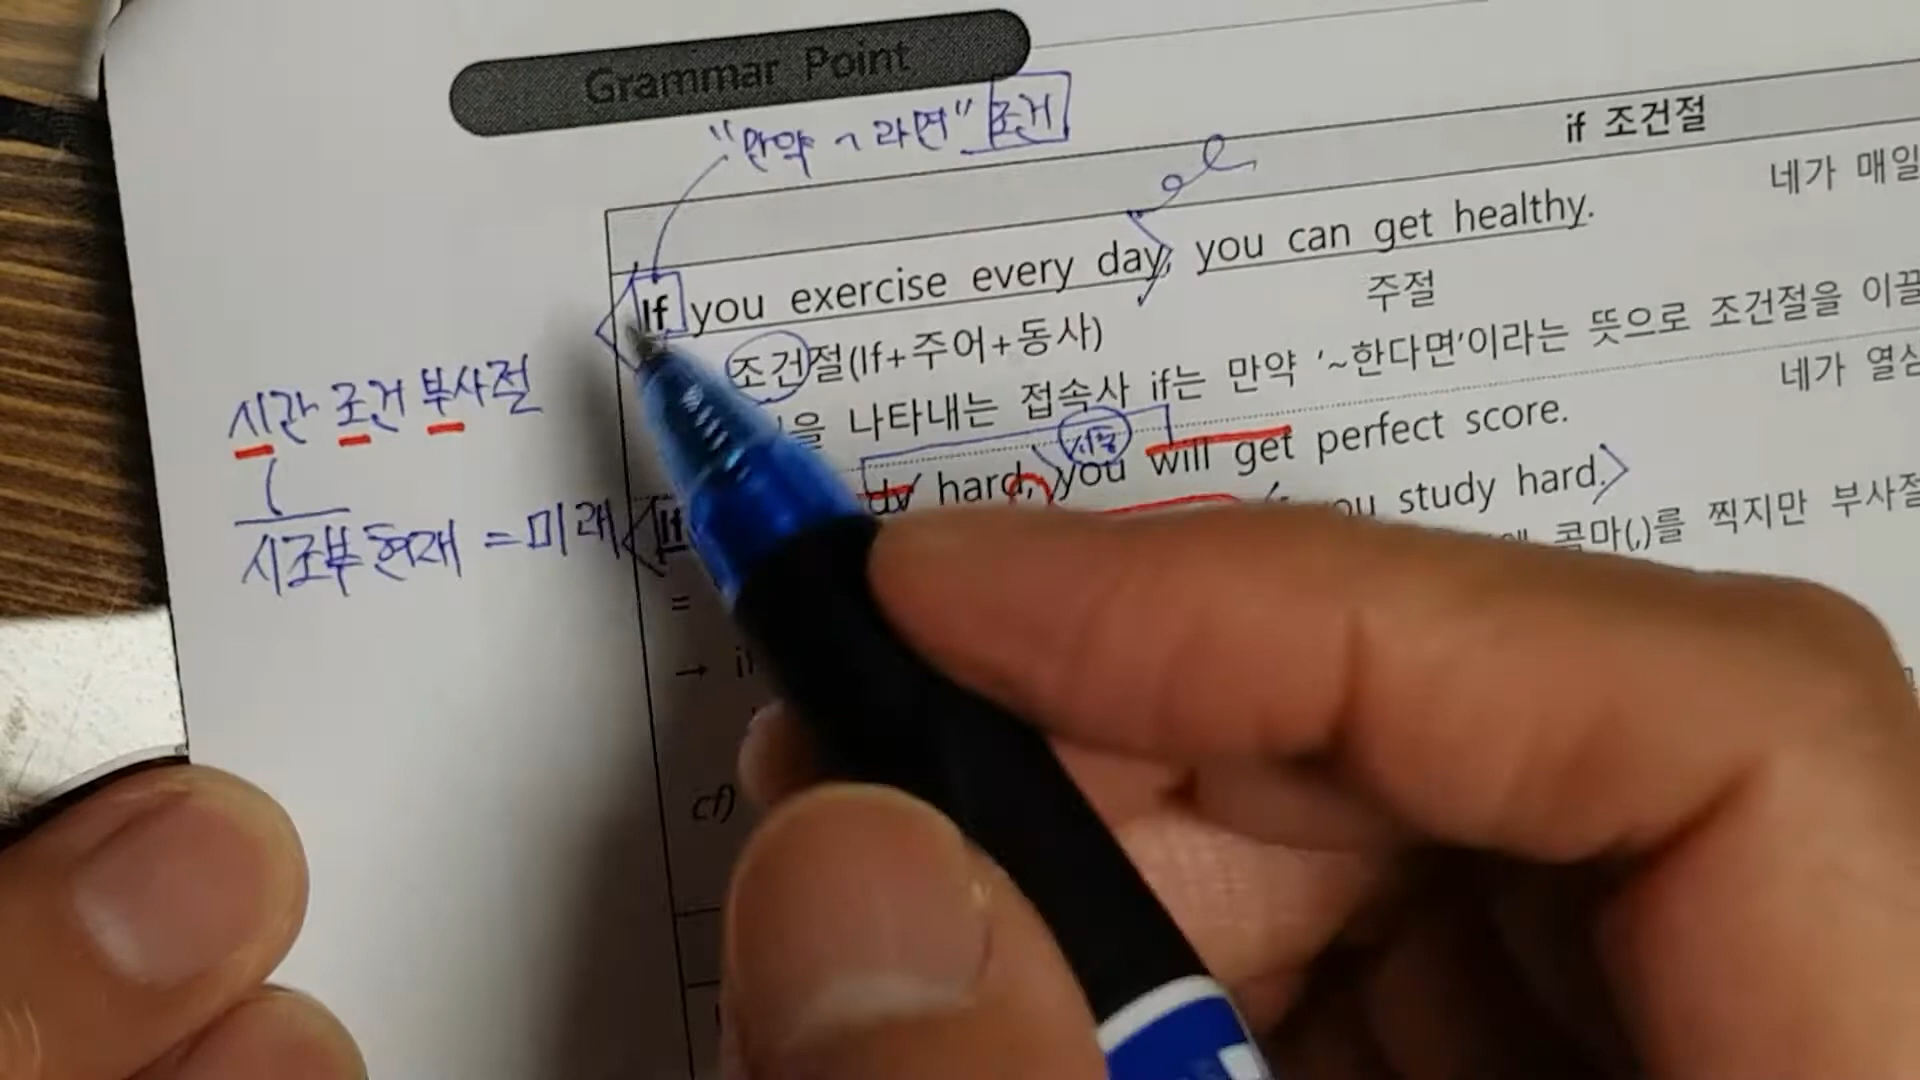 Grammar Point
"만약 ~ 라면" 조건
if 조건절
If you exercise every day, you can get healthy.
네가 매일
조건절(If+주어+동사)
주절
을 나타내는 접속사 if는 만약 '~한다면'이라는 뜻으로 조건절을 이끌
시간 조건 부사절
If
hard, you will get perfect score.
네가 열심
시조부 현재 = 미래
=
you study hard.
콤마(,)를 찍지만 부사절
→
cf)